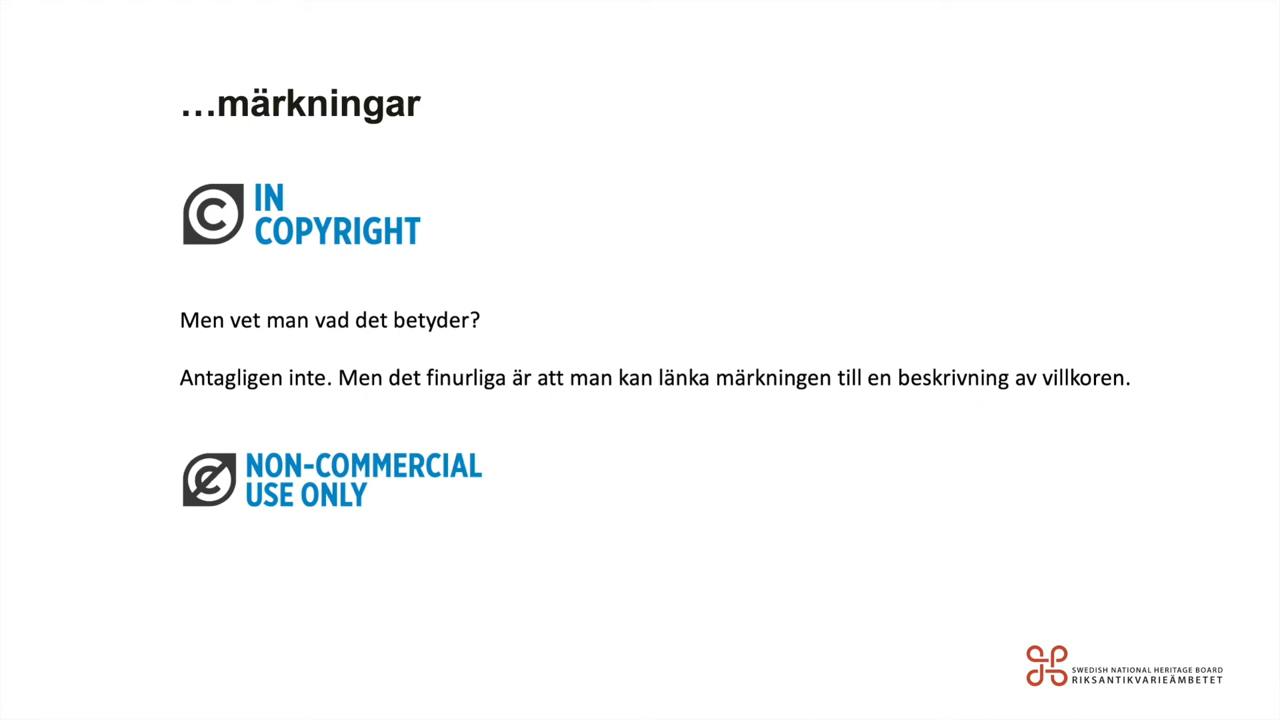 …märkningar
IN
COPYRIGHT
Men vet man vad det betyder?
Antagligen inte. Men det finurliga är att man kan länka märkningen till en beskrivning av villkoren.
NON-COMMERCIAL
USE ONLY
SWEDISH NATIONAL HERITAGE BOARD
RIKSANTIKVARIEÄMBETET